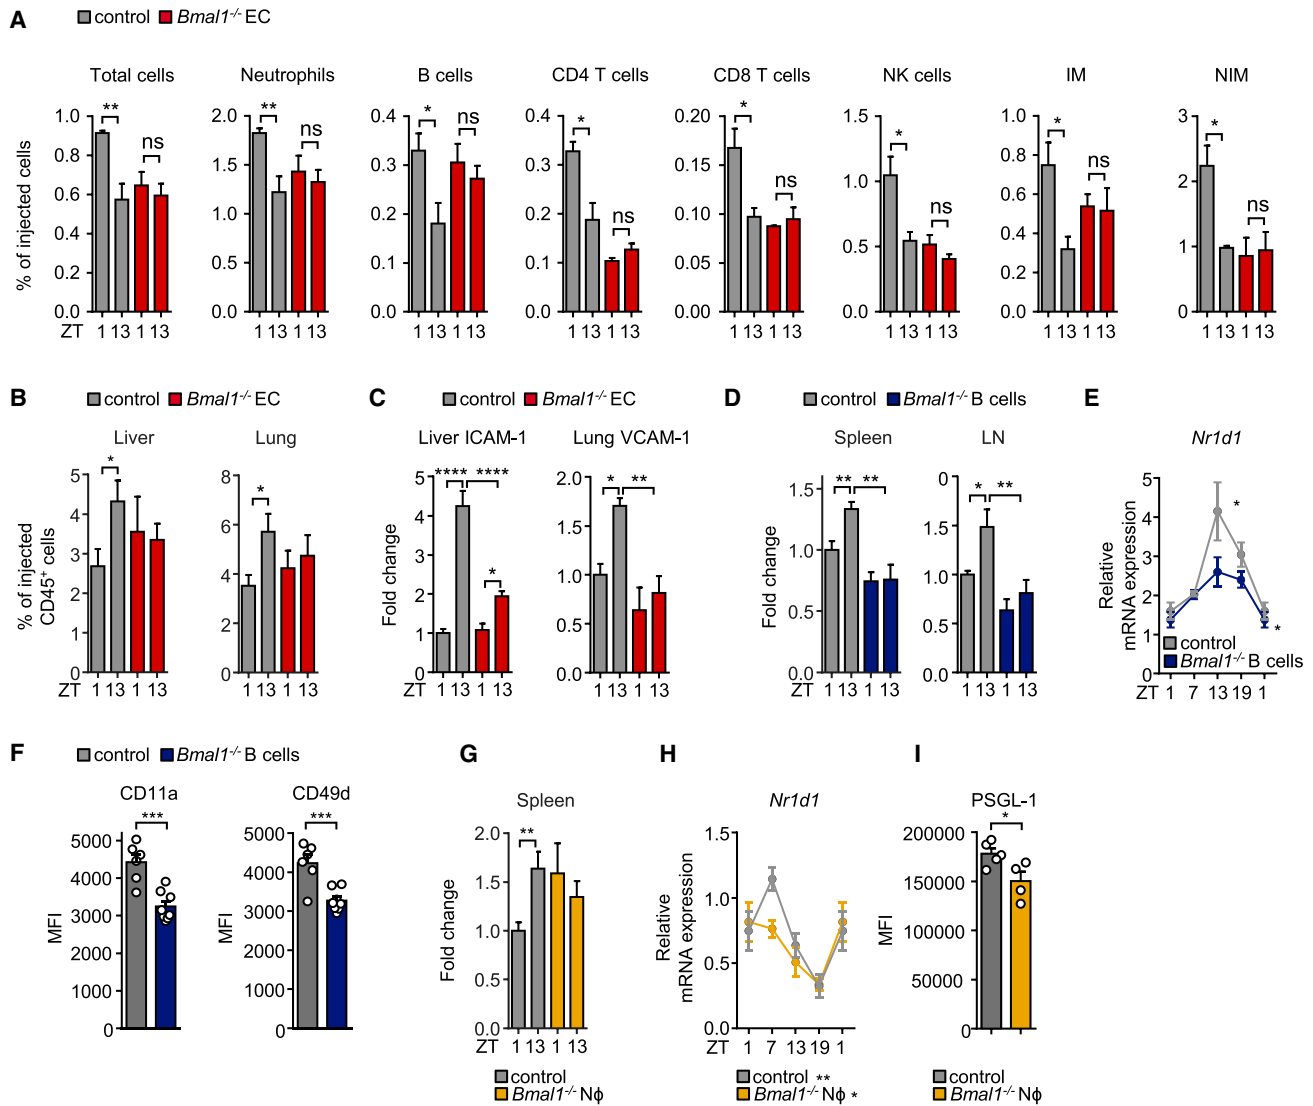 A
control Bmal1-/- EC
Total cells Neutrophils B cells CD4 T cells CD8 T cells NK cells IM NIM
% of injected cells
1.0 0.8 0.6 0.4 0.2 0.0
** ns
2.0 1.5 1.0 0.5 0.0
** ns
0.4 0.3 0.2 0.1 0.0
* ns
0.4 0.3 0.2 0.1 0.0
* ns
0.20 0.15 0.10 0.05 0.00
* ns
1.5 1.0 0.5 0.0
* ns
1.0 0.8 0.6 0.4 0.2 0.0
* ns
3 2 1 0
* ns
ZT 1 13 1 13 1 13 1 13 1 13 1 13 1 13 1 13 1 13 1 13 1 13 1 13 1 13 1 13 1 13 1 13
B
control Bmal1-/- EC
Liver Lung
% of injected
CD45+ cells
5 4 3 2 1 0
*
8 6 4 2 0
*
ZT 1 13 1 13 1 13 1 13
C
control Bmal1-/- EC
Liver ICAM-1 Lung VCAM-1
Fold change
5 4 3 2 1 0
**** **** *
2.0 1.5 1.0 0.5 0.0
* **
ZT 1 13 1 13 1 13 1 13
D
control Bmal1-/- B cells
Spleen LN
Fold change
1.5 1.0 0.5 0.0
** **
0 1.5 0 0.5 0.0
* **
ZT 1 13 1 13 1 13 1 13
E
Nr1d1
Relative
mRNA expression
5 4 3 2 1 0
*
control
Bmal1-/- B cells
*
ZT 1 7 13 19 1
F
control Bmal1-/- B cells
CD11a CD49d
MFI
5000 4000 3000 2000 1000 0
***
MFI
5000 4000 3000 2000 1000 0
***
G
Spleen
Fold change
2.0 1.5 1.0 0.5 0.0
**
ZT 1 13 1 13
control
Bmal1-/- Nϕ
H
Nr1d1
Relative
mRNA expression
1.5 1.0 0.5 0.0
ZT 1 7 13 19 1
control **
Bmal1-/- Nϕ *
I
PSGL-1
MFI
200000 150000 100000 50000 0
*
control
Bmal1-/- Nϕ